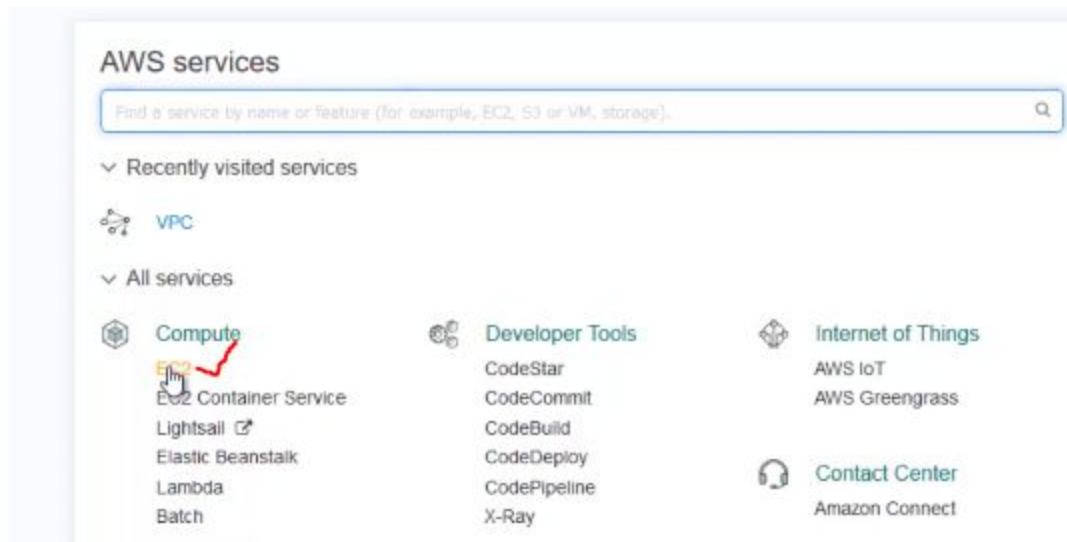 AWS services
Find a service by name or feature (for example, EC2, S3 or VM, storage).
Recently visited services
VPC
All services
Compute
EC2
EC2 Container Service
Lightsail
Elastic Beanstalk
Lambda
Batch
Developer Tools
CodeStar
CodeCommit
CodeBuild
CodeDeploy
CodePipeline
X-Ray
Internet of Things
AWS IoT
AWS Greengrass
Contact Center
Amazon Connect